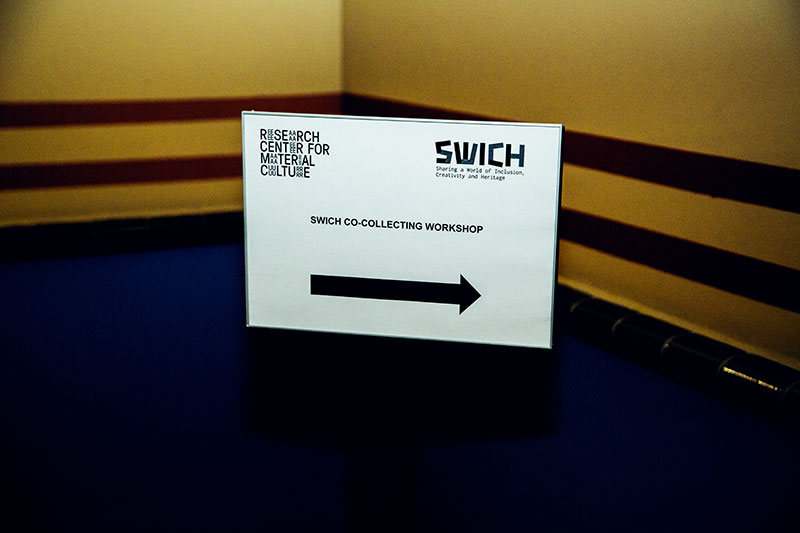 RESEARCH
CENTER FOR
MATERIAL
CULTURE
SWICH
Sharing a World of Inclusion,
Creativity and Heritage
SWICH CO-COLLECTING WORKSHOP